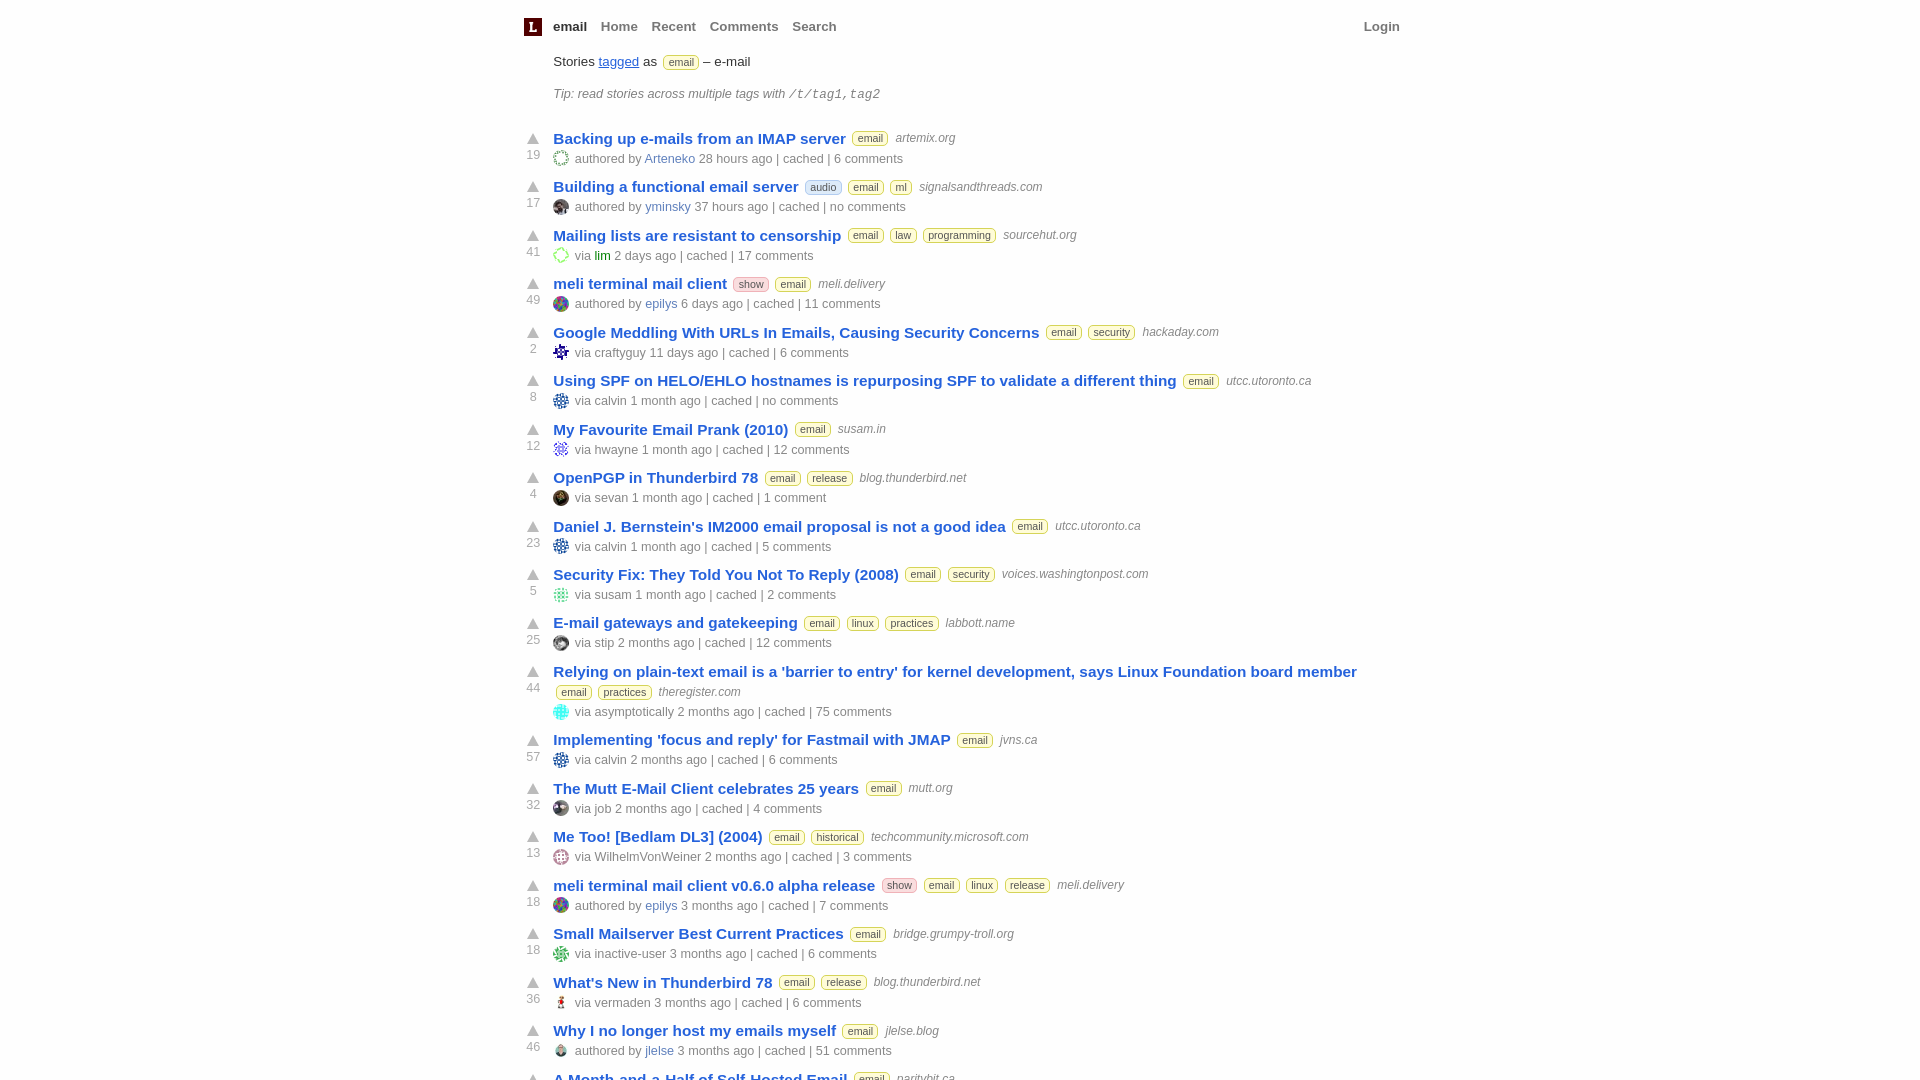 L email Home Recent Comments Search Login
Stories tagged as email – e-mail
Tip: read stories across multiple tags with /t/tag1,tag2
Backing up e-mails from an IMAP server email artemix.org
19 authored by Arteneko 28 hours ago | cached | 6 comments
Building a functional email server audio email ml signalsandthreads.com
17 authored by yminsky 37 hours ago | cached | no comments
Mailing lists are resistant to censorship email law programming sourcehut.org
41 via lim 2 days ago | cached | 17 comments
meli terminal mail client show email meli.delivery
49 authored by epilys 6 days ago | cached | 11 comments
Google Meddling With URLs In Emails, Causing Security Concerns email security hackaday.com
2 via craftyguy 11 days ago | cached | 6 comments
Using SPF on HELO/EHLO hostnames is repurposing SPF to validate a different thing email utcc.utoronto.ca
8 via calvin 1 month ago | cached | no comments
My Favourite Email Prank (2010) email susam.in
12 via hwayne 1 month ago | cached | 12 comments
OpenPGP in Thunderbird 78 email release blog.thunderbird.net
4 via sevan 1 month ago | cached | 1 comment
Daniel J. Bernstein's IM2000 email proposal is not a good idea email utcc.utoronto.ca
23 via calvin 1 month ago | cached | 5 comments
Security Fix: They Told You Not To Reply (2008) email security voices.washingtonpost.com
5 via susam 1 month ago | cached | 2 comments
E-mail gateways and gatekeeping email linux practices labbott.name
25 via stip 2 months ago | cached | 12 comments
Relying on plain-text email is a 'barrier to entry' for kernel development, says Linux Foundation board member
44 email practices theregister.com
via asymptotically 2 months ago | cached | 75 comments
Implementing 'focus and reply' for Fastmail with JMAP email jvns.ca
57 via calvin 2 months ago | cached | 6 comments
The Mutt E-Mail Client celebrates 25 years email mutt.org
32 via job 2 months ago | cached | 4 comments
Me Too! [Bedlam DL3] (2004) email historical techcommunity.microsoft.com
13 via WilhelmVonWeiner 2 months ago | cached | 3 comments
meli terminal mail client v0.6.0 alpha release show email linux release meli.delivery
18 authored by epilys 3 months ago | cached | 7 comments
Small Mailserver Best Current Practices email bridge.grumpy-troll.org
18 via inactive-user 3 months ago | cached | 6 comments
What's New in Thunderbird 78 email release blog.thunderbird.net
36 via vermaden 3 months ago | cached | 6 comments
Why I no longer host my emails myself email jlelse.blog
46 authored by jlelse 3 months ago | cached | 51 comments
A Month-and-a-Half of Self-Hosted Email email paritybit.ca